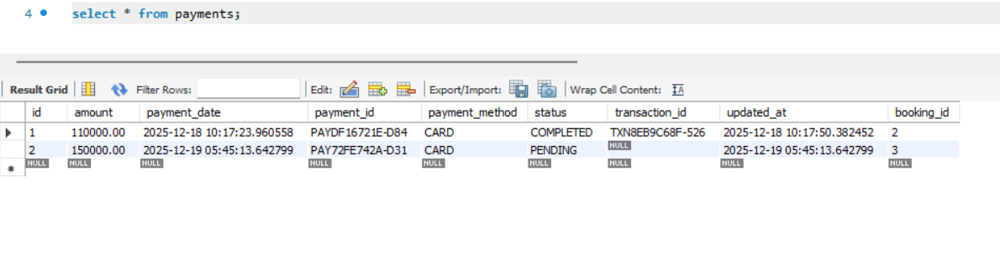 4 select * from payments;
Result Grid Filter Rows: Edit: Export/Import: Wrap Cell Content: IA
id amount payment_date payment_id payment_method status transaction_id updated_at booking_id
1 110000.00 2025-12-18 10:17:23.960558 PAYDF16721E-D84 CARD COMPLETED TXN8EB9C68F-526 2025-12-18 10:17:50.382452 2
2 150000.00 2025-12-19 05:45:13.642799 PAY72FE742A-D31 CARD PENDING NULL 2025-12-19 05:45:13.642799 3
NULL NULL NULL NULL NULL NULL NULL NULL NULL